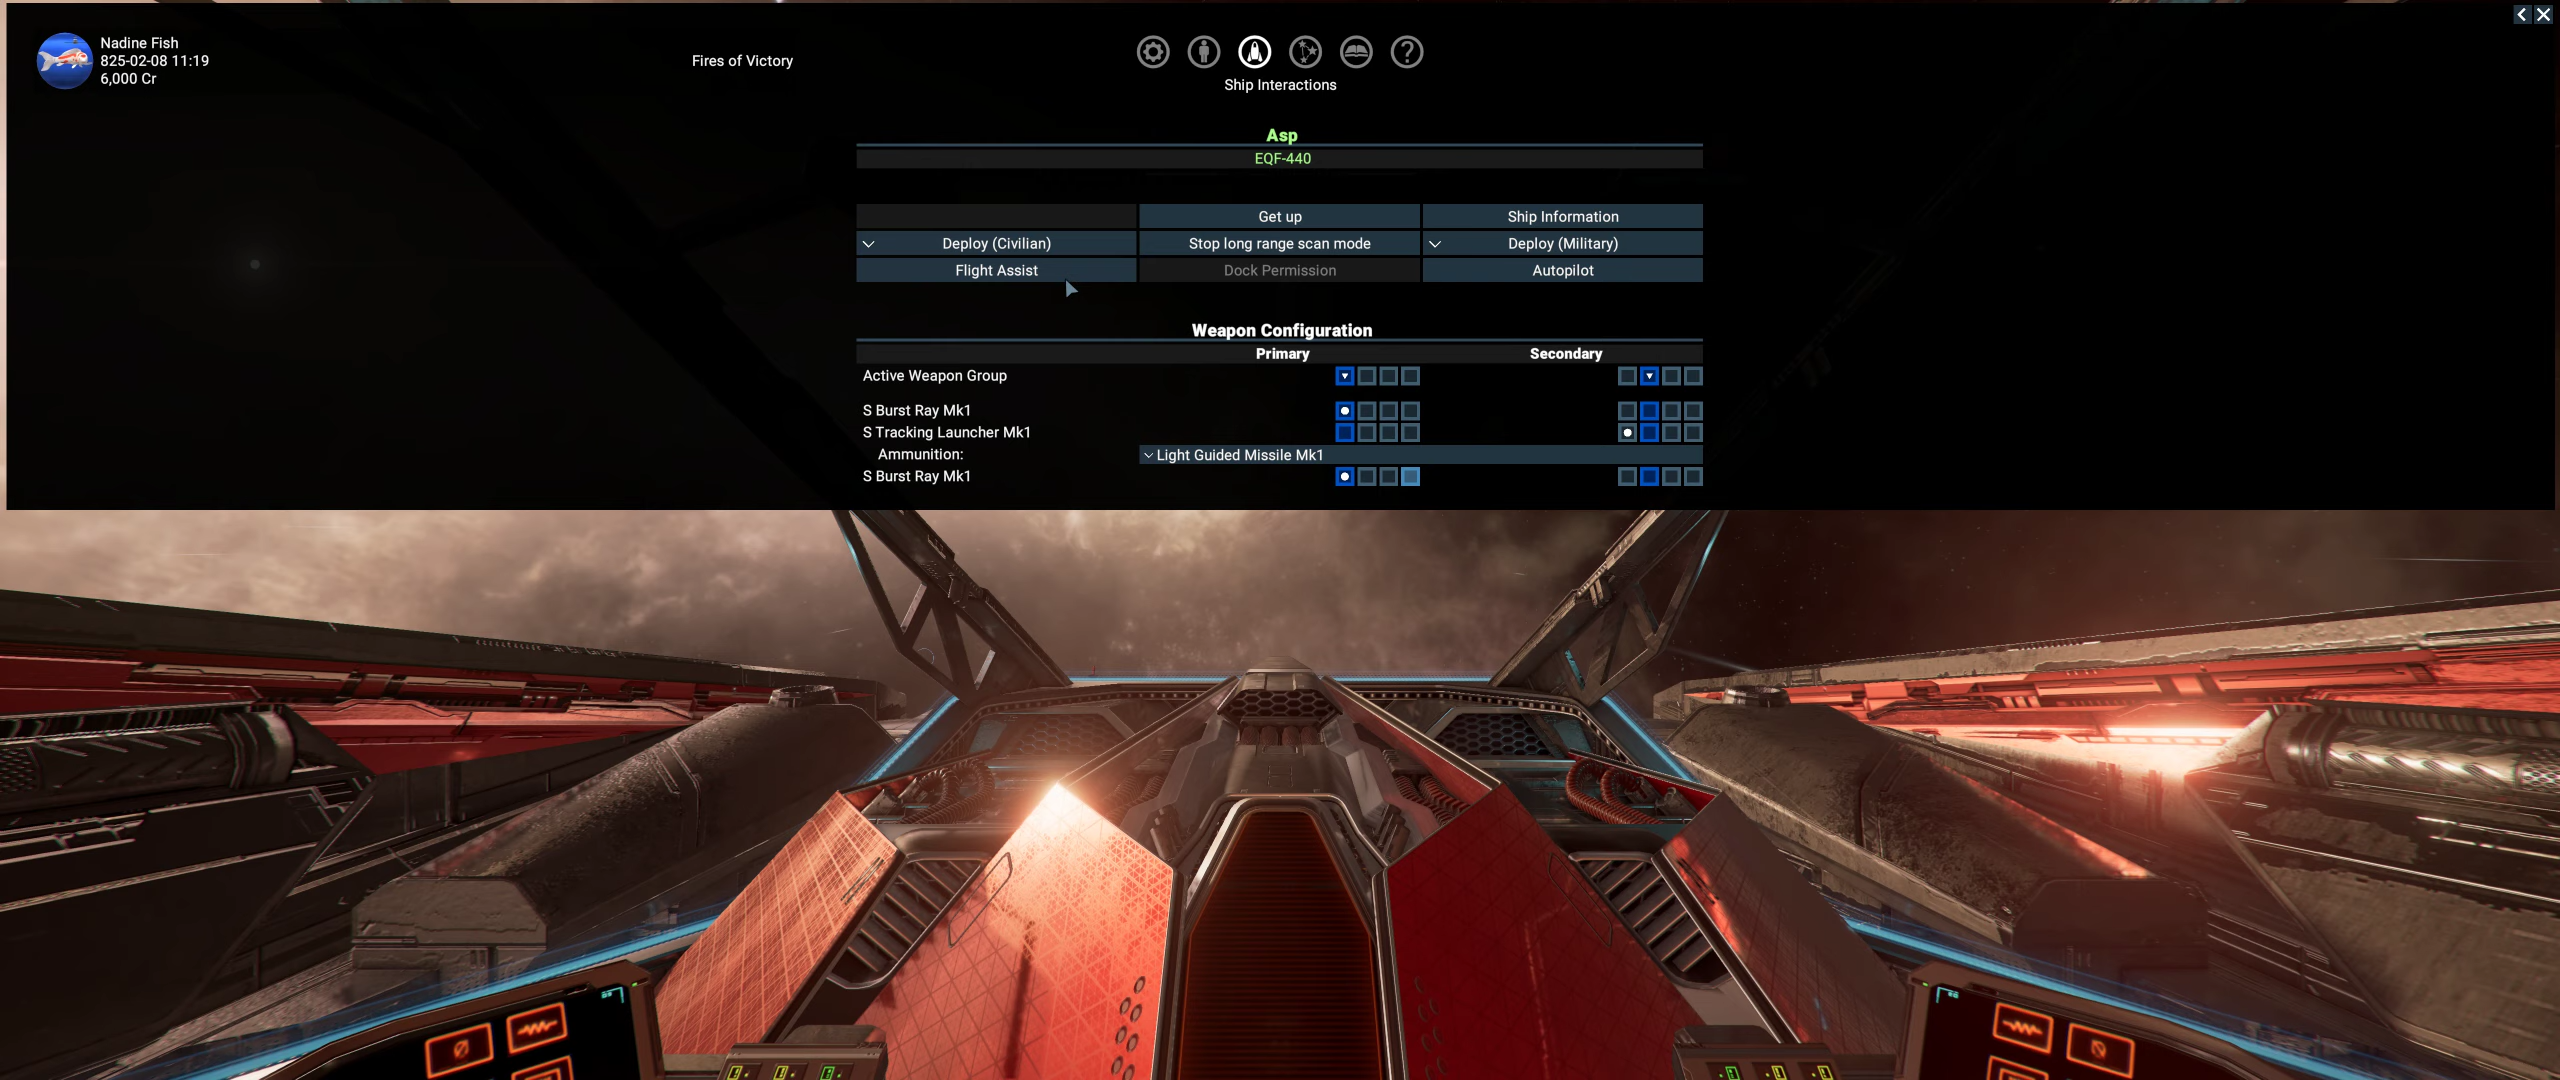 Nadine Fish
825-02-08 11:19
6,000 Cr
Fires of Victory
?
Ship Interactions
Asp
EQF-440
Get up
Ship Information
Deploy (Civilian)
Stop long range scan mode
Deploy (Military)
Flight Assist
Dock Permission
Autopilot
Weapon Configuration
Primary
Secondary
Active Weapon Group
S Burst Ray Mk1
S Tracking Launcher Mk1
Ammunition:
Light Guided Missile Mk1
S Burst Ray Mk1